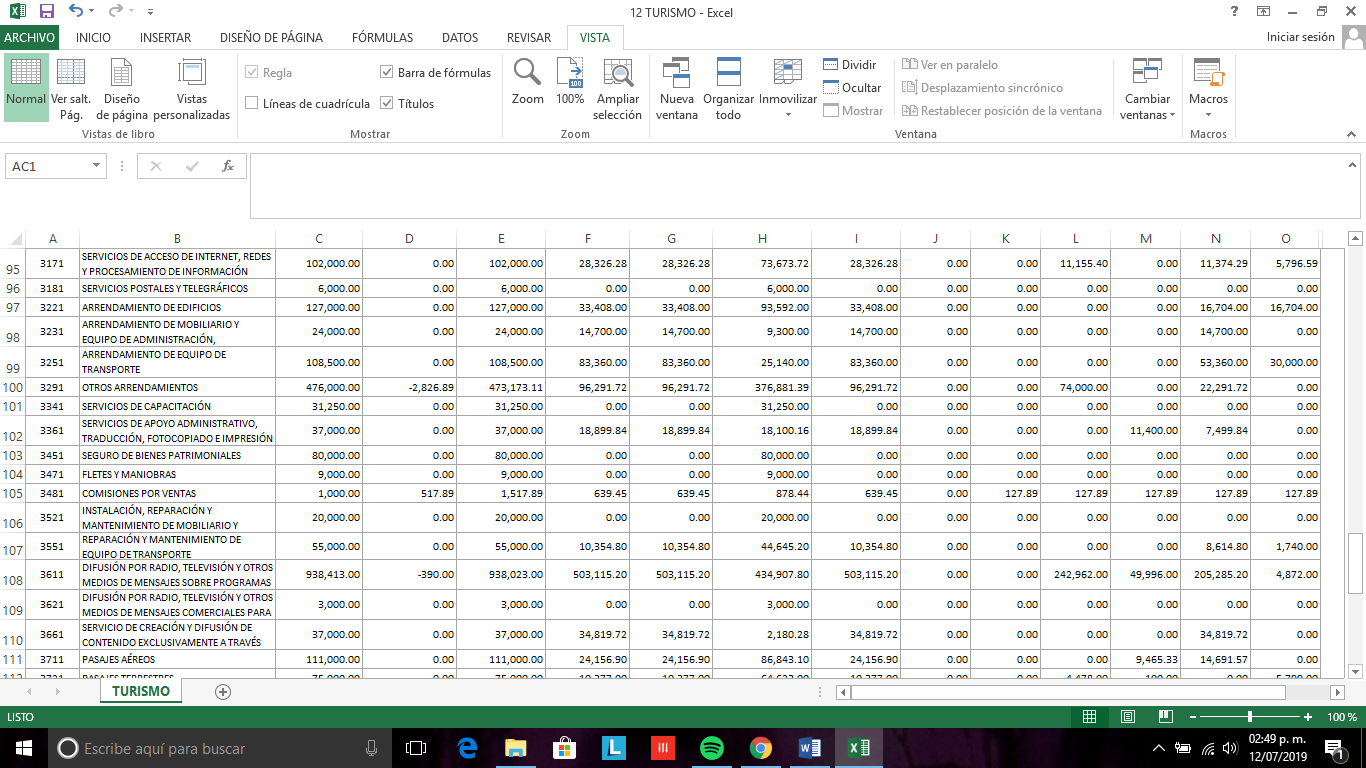 12 TURISMO - Excel
ARCHIVO INICIO INSERTAR DISEÑO DE PÁGINA FÓRMULAS DATOS REVISAR VISTA Iniciar sesión
Normal Ver salt. Pág. Diseño de página Vistas personalizadas
Regla Barra de fórmulas
Líneas de cuadrícula Títulos
Zoom 100% Ampliar selección
Nueva ventana Organizar todo Inmovilizar
Dividir Ver en paralelo
Ocultar Desplazamiento sincrónico
Mostrar Restablecer posición de la ventana
Cambiar ventanas Macros
Vistas de libro Mostrar Zoom Ventana Macros
AC1 fx
A B C D E F G H I J K L M N O
95 3171 SERVICIOS DE ACCESO DE INTERNET, REDES Y PROCESAMIENTO DE INFORMACIÓN 102,000.00 0.00 102,000.00 28,326.28 28,326.28 73,673.72 28,326.28 0.00 0.00 11,155.40 0.00 11,374.29 5,796.59
96 3181 SERVICIOS POSTALES Y TELEGRÁFICOS 6,000.00 0.00 6,000.00 0.00 0.00 6,000.00 0.00 0.00 0.00 0.00 0.00 0.00 0.00
97 3221 ARRENDAMIENTO DE EDIFICIOS 127,000.00 0.00 127,000.00 33,408.00 33,408.00 93,592.00 33,408.00 0.00 0.00 0.00 0.00 16,704.00 16,704.00
98 3231 ARRENDAMIENTO DE MOBILIARIO Y EQUIPO DE ADMINISTRACIÓN, 24,000.00 0.00 24,000.00 14,700.00 14,700.00 9,300.00 14,700.00 0.00 0.00 0.00 0.00 14,700.00 0.00
99 3251 ARRENDAMIENTO DE EQUIPO DE TRANSPORTE 108,500.00 0.00 108,500.00 83,360.00 83,360.00 25,140.00 83,360.00 0.00 0.00 0.00 0.00 53,360.00 30,000.00
100 3291 OTROS ARRENDAMIENTOS 476,000.00 -2,826.89 473,173.11 96,291.72 96,291.72 376,881.39 96,291.72 0.00 0.00 74,000.00 0.00 22,291.72 0.00
101 3341 SERVICIOS DE CAPACITACIÓN 31,250.00 0.00 31,250.00 0.00 0.00 31,250.00 0.00 0.00 0.00 0.00 0.00 0.00 0.00
102 3361 SERVICIOS DE APOYO ADMINISTRATIVO, TRADUCCIÓN, FOTOCOPIADO E IMPRESIÓN 37,000.00 0.00 37,000.00 18,899.84 18,899.84 18,100.16 18,899.84 0.00 0.00 0.00 11,400.00 7,499.84 0.00
103 3451 SEGURO DE BIENES PATRIMONIALES 80,000.00 0.00 80,000.00 0.00 0.00 80,000.00 0.00 0.00 0.00 0.00 0.00 0.00 0.00
104 3471 FLETES Y MANIOBRAS 9,000.00 0.00 9,000.00 0.00 0.00 9,000.00 0.00 0.00 0.00 0.00 0.00 0.00 0.00
105 3481 COMISIONES POR VENTAS 1,000.00 517.89 1,517.89 639.45 639.45 878.44 639.45 0.00 127.89 127.89 127.89 127.89 127.89
106 3521 INSTALACIÓN, REPARACIÓN Y MANTENIMIENTO DE MOBILIARIO Y 20,000.00 0.00 20,000.00 0.00 0.00 20,000.00 0.00 0.00 0.00 0.00 0.00 0.00 0.00
107 3551 REPARACIÓN Y MANTENIMIENTO DE EQUIPO DE TRANSPORTE 55,000.00 0.00 55,000.00 10,354.80 10,354.80 44,645.20 10,354.80 0.00 0.00 0.00 0.00 8,614.80 1,740.00
108 3611 DIFUSIÓN POR RADIO, TELEVISIÓN Y OTROS MEDIOS DE MENSAJES SOBRE PROGRAMAS 938,413.00 -390.00 938,023.00 503,115.20 503,115.20 434,907.80 503,115.20 0.00 0.00 242,962.00 49,996.00 205,285.20 4,872.00
109 3621 DIFUSIÓN POR RADIO, TELEVISIÓN Y OTROS MEDIOS DE MENSAJES COMERCIALES PARA 3,000.00 0.00 3,000.00 0.00 0.00 3,000.00 0.00 0.00 0.00 0.00 0.00 0.00 0.00
110 3661 SERVICIO DE CREACIÓN Y DIFUSIÓN DE CONTENIDO EXCLUSIVAMENTE A TRAVÉS 37,000.00 0.00 37,000.00 34,819.72 34,819.72 2,180.28 34,819.72 0.00 0.00 0.00 0.00 34,819.72 0.00
111 3711 PASAJES AÉREOS 111,000.00 0.00 111,000.00 24,156.90 24,156.90 86,843.10 24,156.90 0.00 0.00 0.00 9,465.33 14,691.57 0.00
TURISMO
LISTO 100 %
Escribe aquí para buscar
02:49 p. m.
12/07/2019
1